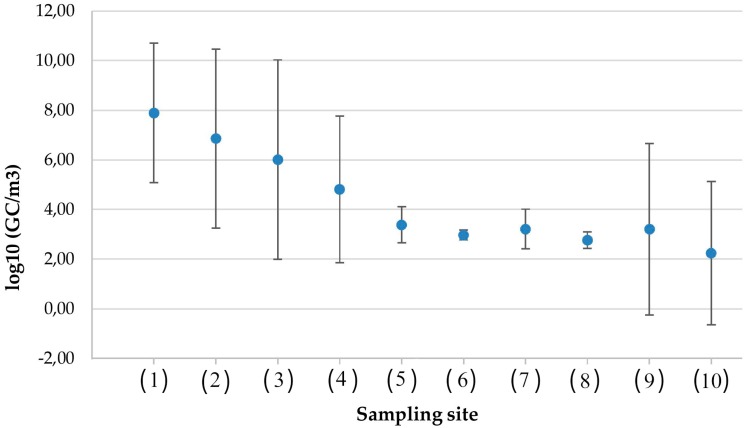 12,00
10,00
8,00
6,00
4,00
2,00
0,00
-2,00
log10 (GC/m3)
(1) (2) (3) (4) (5) (6) (7) (8) (9) (10)
Sampling site